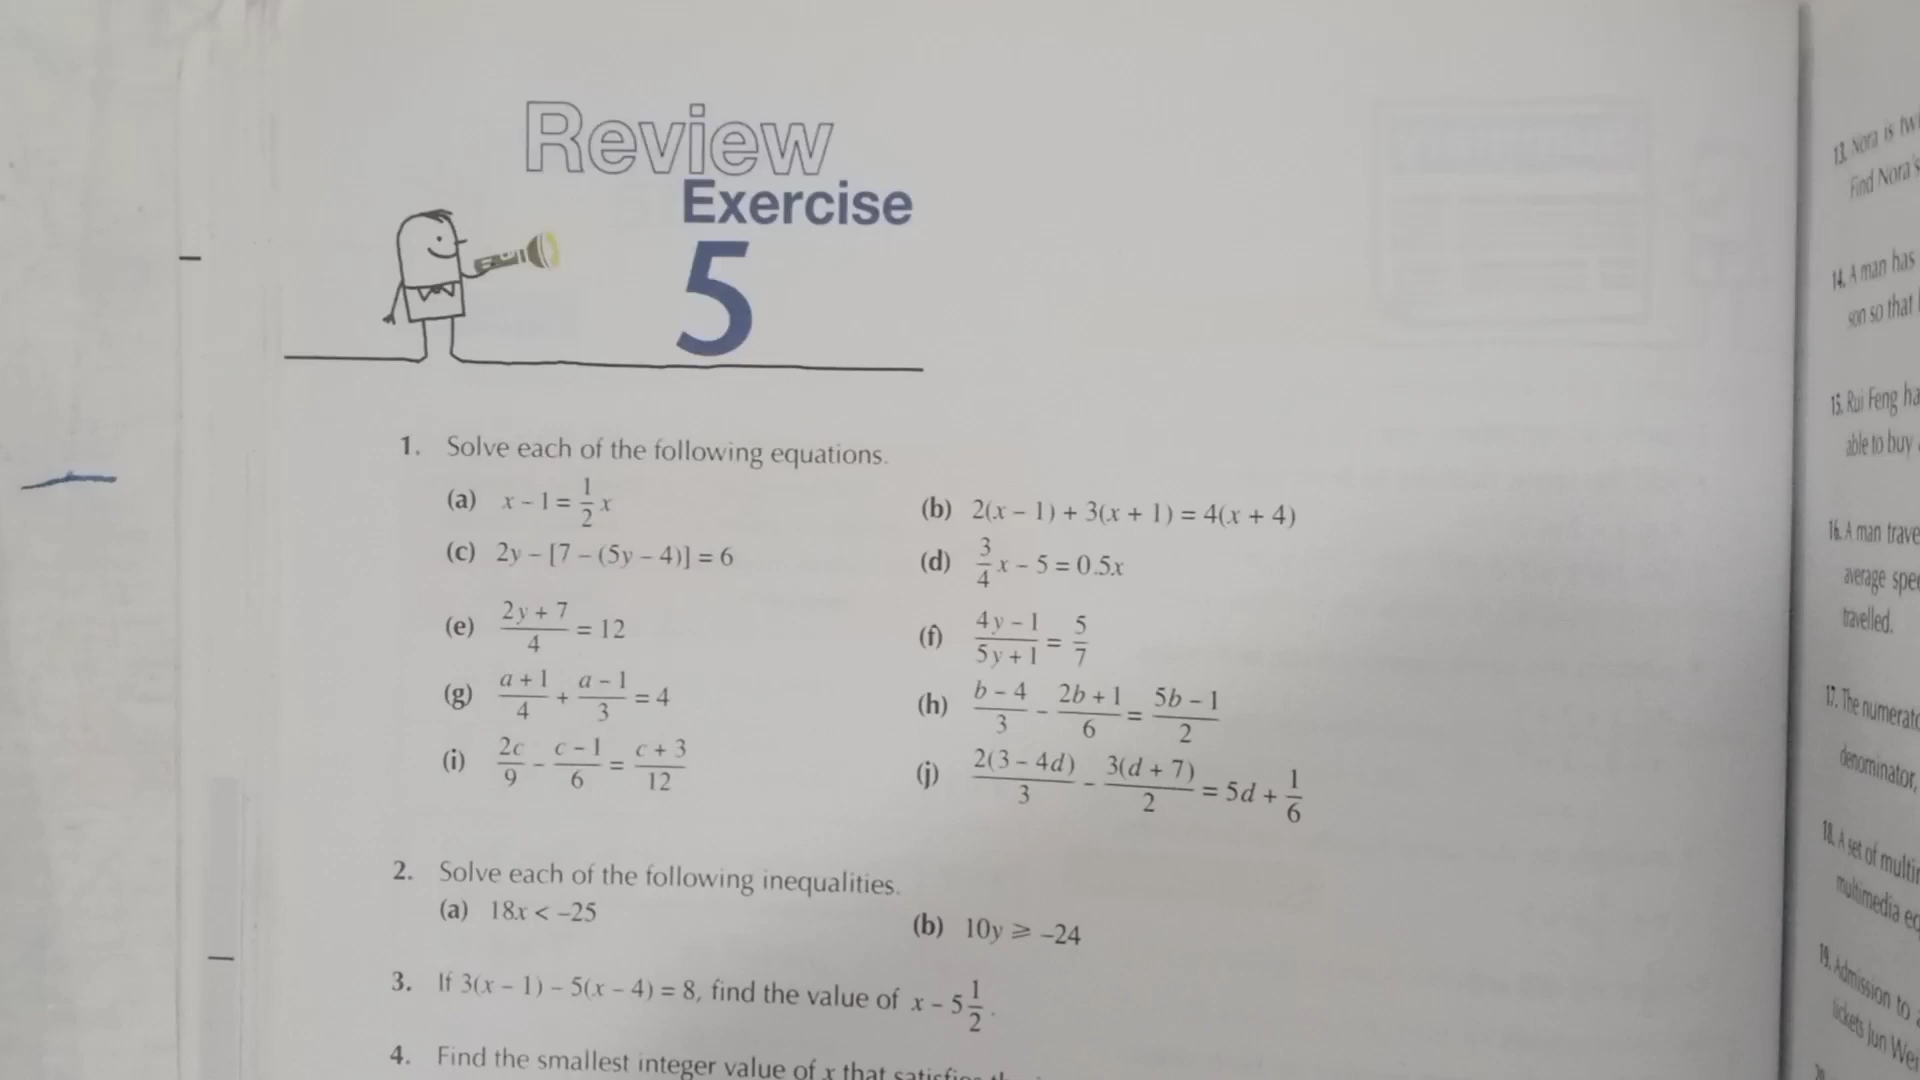 Review
Exercise
5
1. Solve each of the following equations.
(a) x – 1 = 1/2 x
(b) 2(x – 1) + 3(x + 1) = 4(x + 4)
(c) 2y – [7 – (5y – 4)] = 6
(d) 3/4 x – 5 = 0.5x
(e) (2y + 7)/4 = 12
(f) (4y – 1)/(5y + 1) = 5/7
(g) (a + 1)/4 + (a – 1)/3 = 4
(h) (b – 4)/3 – (2b + 1)/6 = (5b – 1)/2
(i) 2c/9 – (c – 1)/6 = (c + 3)/12
(j) 2(3 – 4d)/3 – 3(d + 7)/2 = 5d + 1/6
2. Solve each of the following inequalities.
(a) 18x < –25
(b) 10y ⩾ –24
3. If 3(x – 1) – 5(x – 4) = 8, find the value of x – 5 1/2.
4. Find the smallest integer value of x that
13. Nora is
Find Nora's
14. A man has
son so that
15. Rui Feng
able to buy
16. A man
average
travelled.
17. The
denominator,
18. A set of
multimedia
19. Admission to
tickets Jun